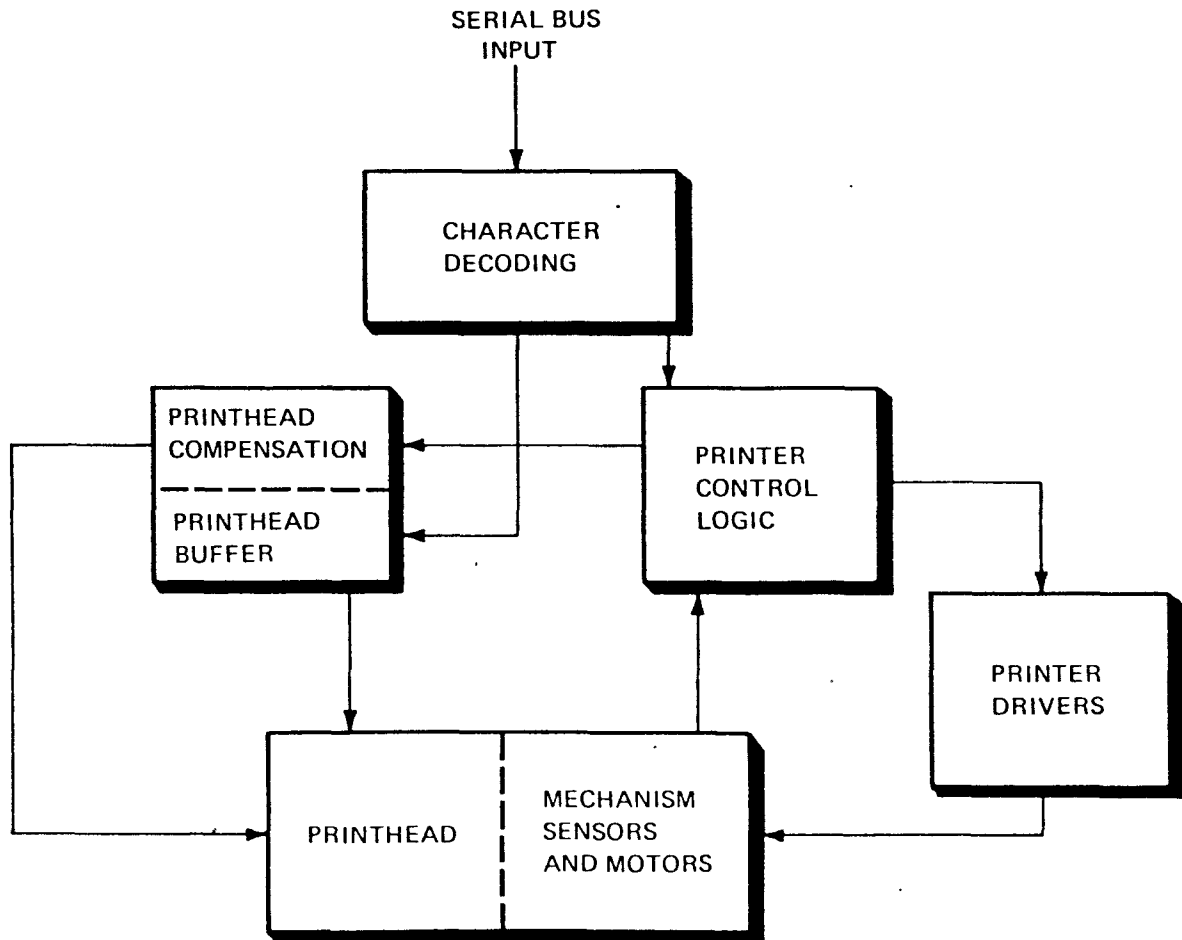 SERIAL BUS
INPUT
CHARACTER
DECODING
PRINTHEAD
COMPENSATION
PRINTHEAD
BUFFER
PRINTER
CONTROL
LOGIC
PRINTER
DRIVERS
PRINTHEAD
MECHANISM
SENSORS
AND MOTORS